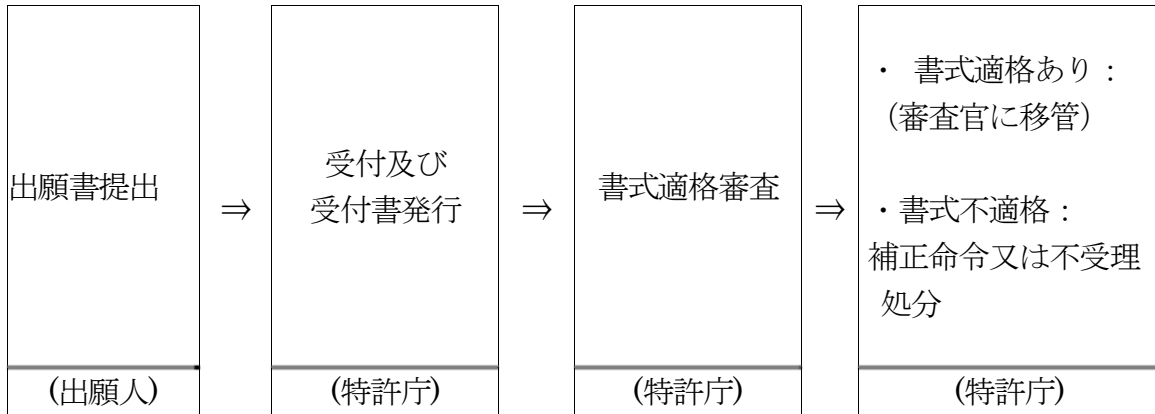 出願書提出
(出願人)
⇒
受付及び
受付書発行
(特許庁)
⇒
書式適格審査
(特許庁)
⇒
・ 書式適格あり:
(審査官に移管)
・書式不適格:
補正命令又は不受理
処分
(特許庁)